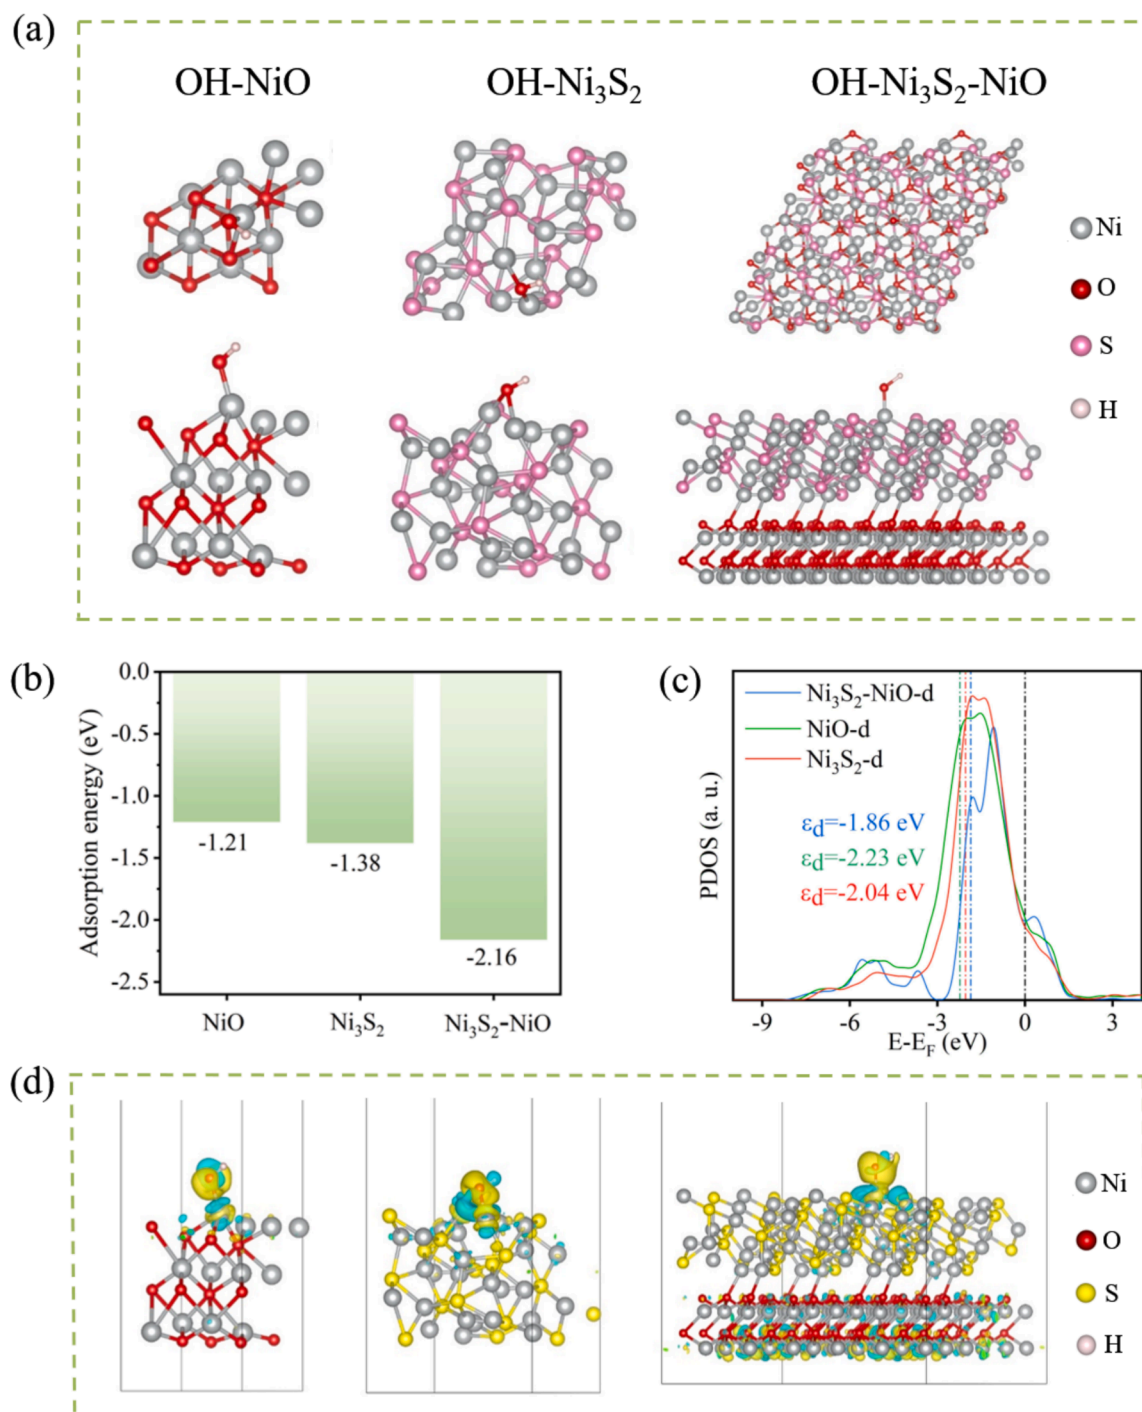 (a)
OH-NiO
OH-Ni₃S₂
OH-Ni₃S₂-NiO
Ni
O
S
H
(b)
Adsorption energy (eV)
0.0
-0.5
-1.0
-1.5
-2.0
-2.5
-1.21
-1.38
-2.16
NiO
Ni₃S₂
Ni₃S₂-NiO
(c)
PDOS (a. u.)
Ni₃S₂-NiO-d
NiO-d
Ni₃S₂-d
εd=-1.86 eV
εd=-2.23 eV
εd=-2.04 eV
-9
-6
-3
0
3
E-EF (eV)
(d)
Ni
O
S
H